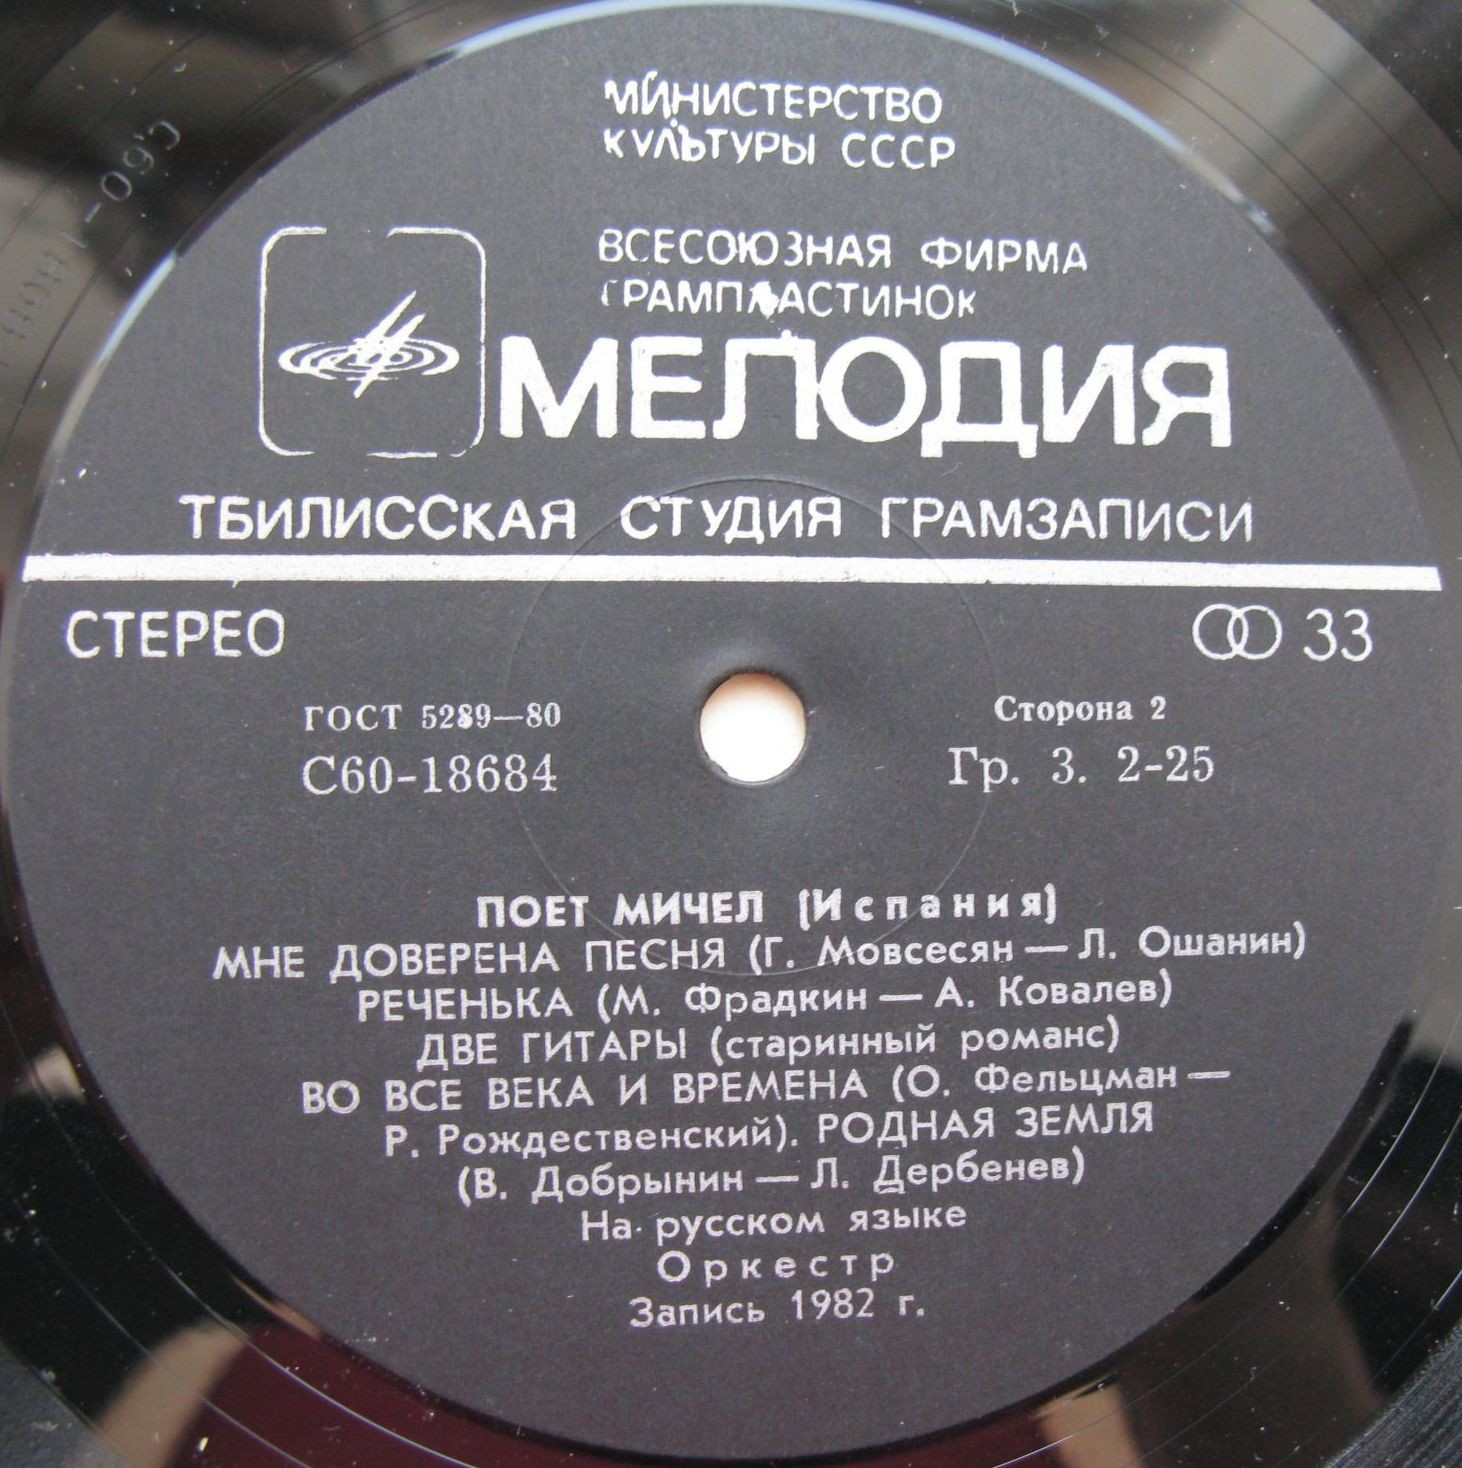 МИНИСТЕРСТВО
КУЛЬТУРЫ СССР
ВСЕСОЮЗНАЯ ФИРМА
ГРАМПЛАСТИНОК
МЕЛОДИЯ
ТБИЛИССКАЯ СТУДИЯ ГРАМЗАПИСИ
СТЕРЕО
33
ГОСТ 5289—80
Сторона 2
С60-18684
Гр. 3. 2-25
ПОЕТ МИЧЕЛ (Испания)
МНЕ ДОВЕРЕНА ПЕСНЯ (Г. Мовсесян — Л. Ошанин)
РЕЧЕНЬКА (М. Фрадкин — А. Ковалев)
ДВЕ ГИТАРЫ (старинный романс)
ВО ВСЕ ВЕКА И ВРЕМЕНА (О. Фельцман —
Р. Рождественский). РОДНАЯ ЗЕМЛЯ
(В. Добрынин — Л. Дербенев)
На русском языке
Оркестр
Запись 1982 г.